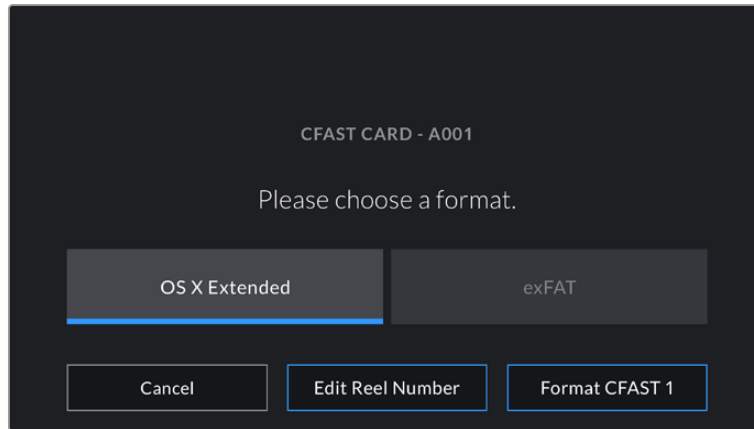 CFAST CARD - A001
Please choose a format.
OS X Extended
exFAT
Cancel
Edit Reel Number
Format CFAST 1